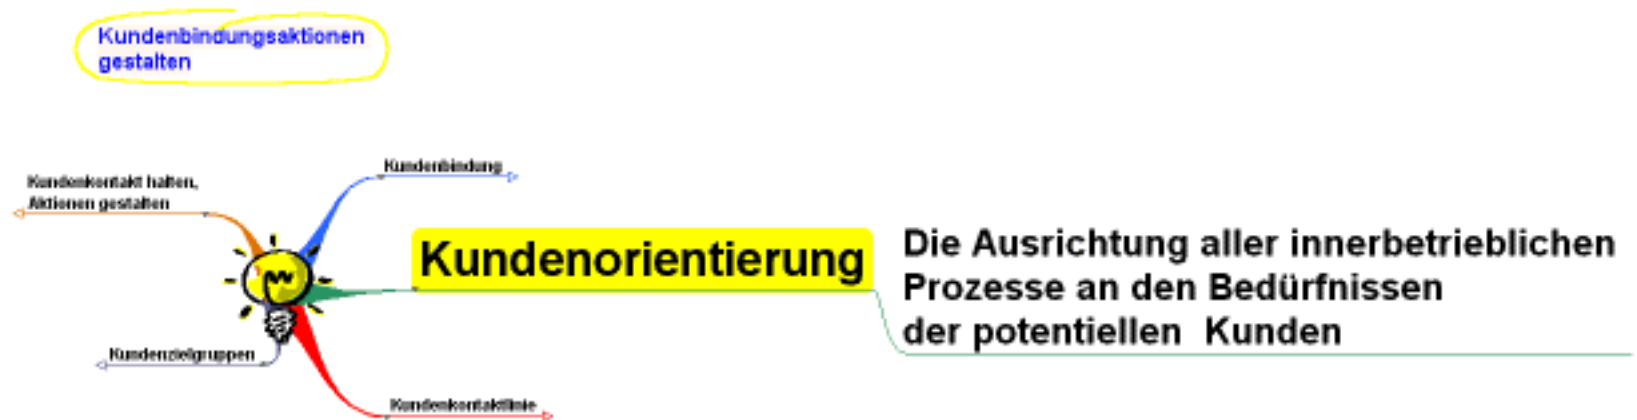 Kundenbindungsaktionen
gestalten
Kundenbindung
Kundenkontakt halten,
Aktionen gestalten
Kundenorientierung
Die Ausrichtung aller innerbetrieblichen
Prozesse an den Bedürfnissen
der potentiellen Kunden
Kundenzielgruppen
Kundenkontaktlinie